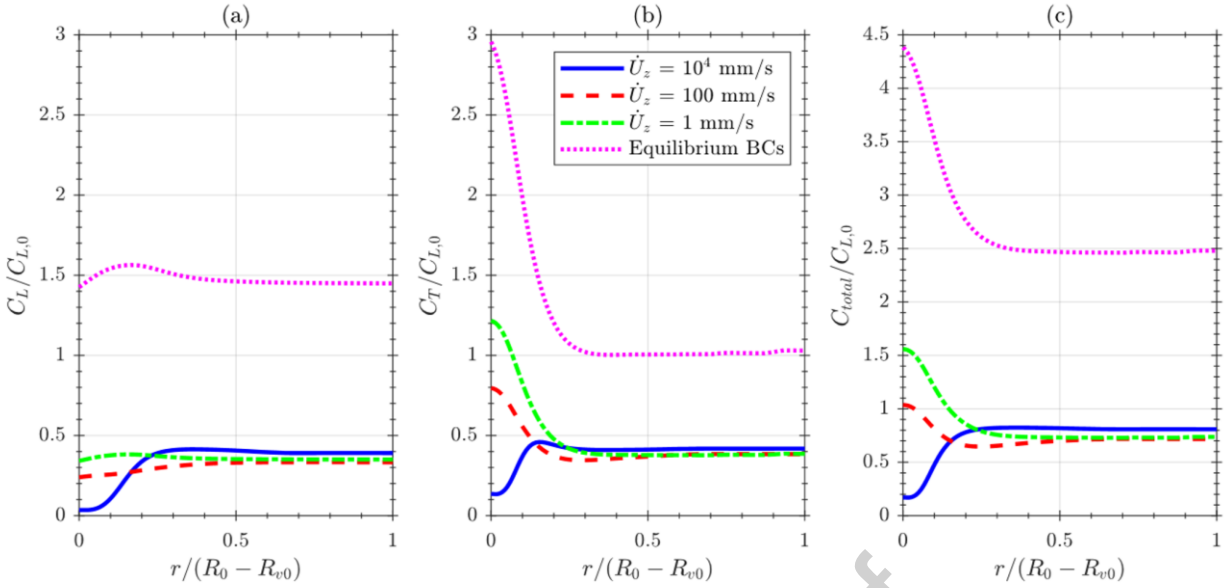 (a)
3
2.5
2
1.5
1
0.5
0
C_L/C_{L,0}
0 0.5 1
r/(R_0 − R_{v0})
(b)
3
2.5
2
1.5
1
0.5
0
C_T/C_{L,0}
U̇_z = 10^4 mm/s
U̇_z = 100 mm/s
U̇_z = 1 mm/s
Equilibrium BCs
0 0.5 1
r/(R_0 − R_{v0})
(c)
4.5
4
3.5
3
2.5
2
1.5
1
0.5
0
C_{total}/C_{L,0}
0 0.5 1
r/(R_0 − R_{v0})